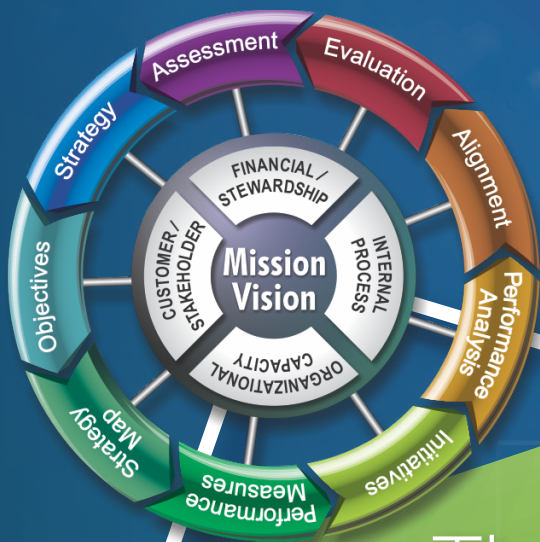 Assessment
Evaluation
Alignment
Performance
Analysis
Initiatives
Performance
Measures
Strategy
Map
Objectives
Strategy
FINANCIAL /
STEWARDSHIP
INTERNAL
PROCESS
ORGANIZATIONAL
CAPACITY
CUSTOMER /
STAKEHOLDER
Mission
Vision